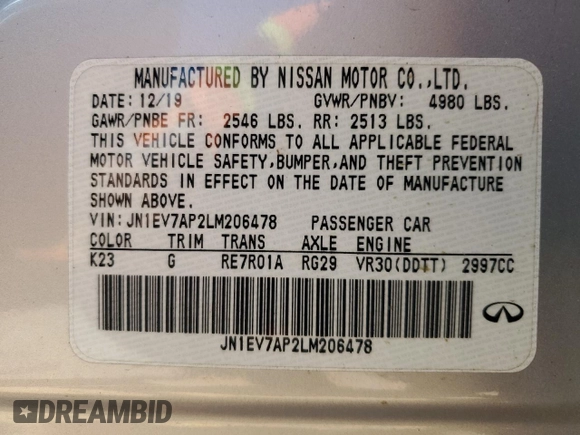 MANUFACTURED BY NISSAN MOTOR CO.,LTD.
DATE: 12/19 GVWR/PNBV: 4980 LBS.
GAWR/PNBE FR: 2546 LBS. RR: 2513 LBS.
THIS VEHICLE CONFORMS TO ALL APPLICABLE FEDERAL
MOTOR VEHICLE SAFETY,BUMPER,AND THEFT PREVENTION
STANDARDS IN EFFECT ON THE DATE OF MANUFACTURE
SHOWN ABOVE.
VIN:JN1EV7AP2LM206478 PASSENGER CAR
COLOR TRIM TRANS AXLE ENGINE
K23 G RE7R01A RG29 VR30(DDTT) 2997CC
JN1EV7AP2LM206478
DREAMBID